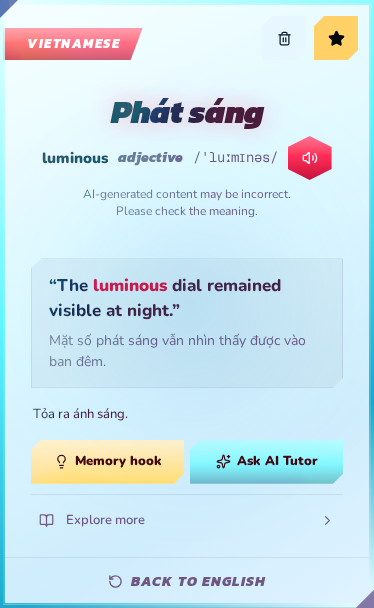 VIETNAMESE
Phát sáng
luminous adjective /ˈluːmɪnəs/
AI-generated content may be incorrect.
Please check the meaning.
“The luminous dial remained
visible at night.”
Mặt số phát sáng vẫn nhìn thấy được vào
ban đêm.
Tỏa ra ánh sáng.
Memory hook
Ask AI Tutor
Explore more
BACK TO ENGLISH